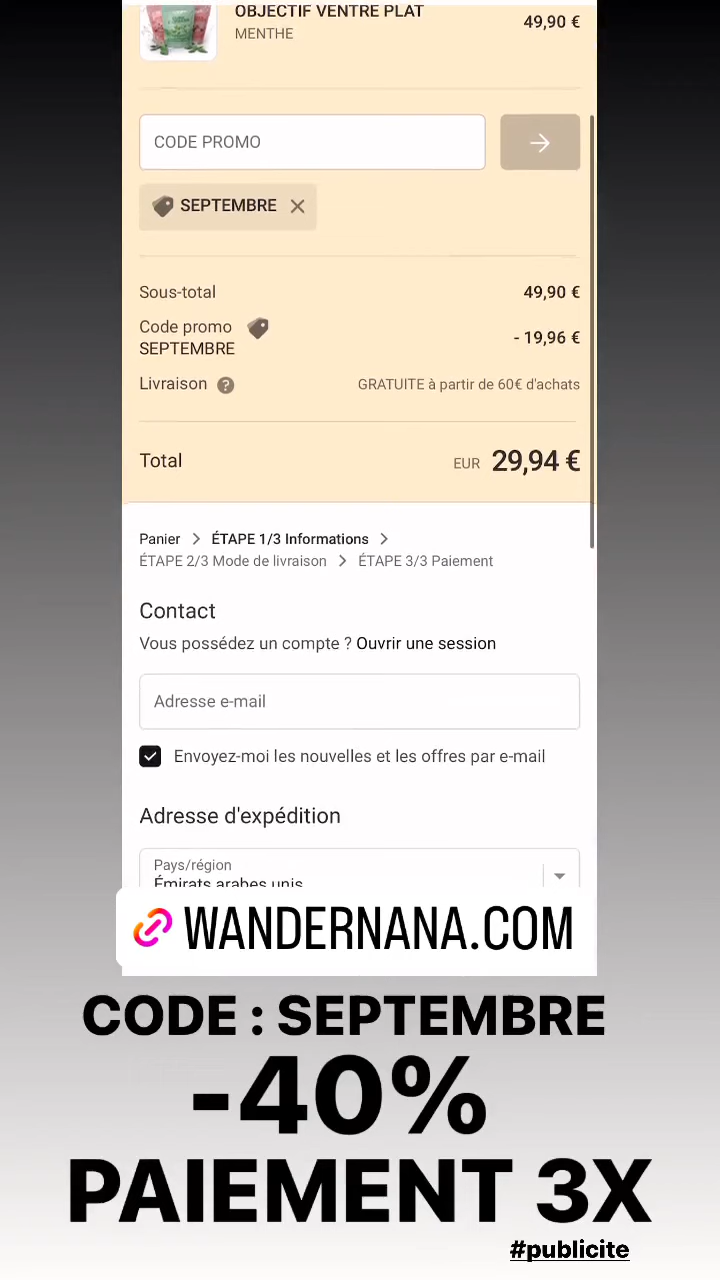 OBJECTIF VENTRE PLAT
MENTHE
49,90 €
CODE PROMO
SEPTEMBRE
Sous-total
49,90 €
Code promo
SEPTEMBRE
- 19,96 €
Livraison ?
GRATUITE à partir de 60€ d'achats
Total
EUR 29,94 €
Panier > ÉTAPE 1/3 Informations >
ÉTAPE 2/3 Mode de livraison > ÉTAPE 3/3 Paiement
Contact
Vous possédez un compte ? Ouvrir une session
Adresse e-mail
Envoyez-moi les nouvelles et les offres par e-mail
Adresse d'expédition
Pays/région
Émirats arabes unis
WANDERNANA.COM
CODE : SEPTEMBRE
-40%
PAIEMENT 3X
#publicite